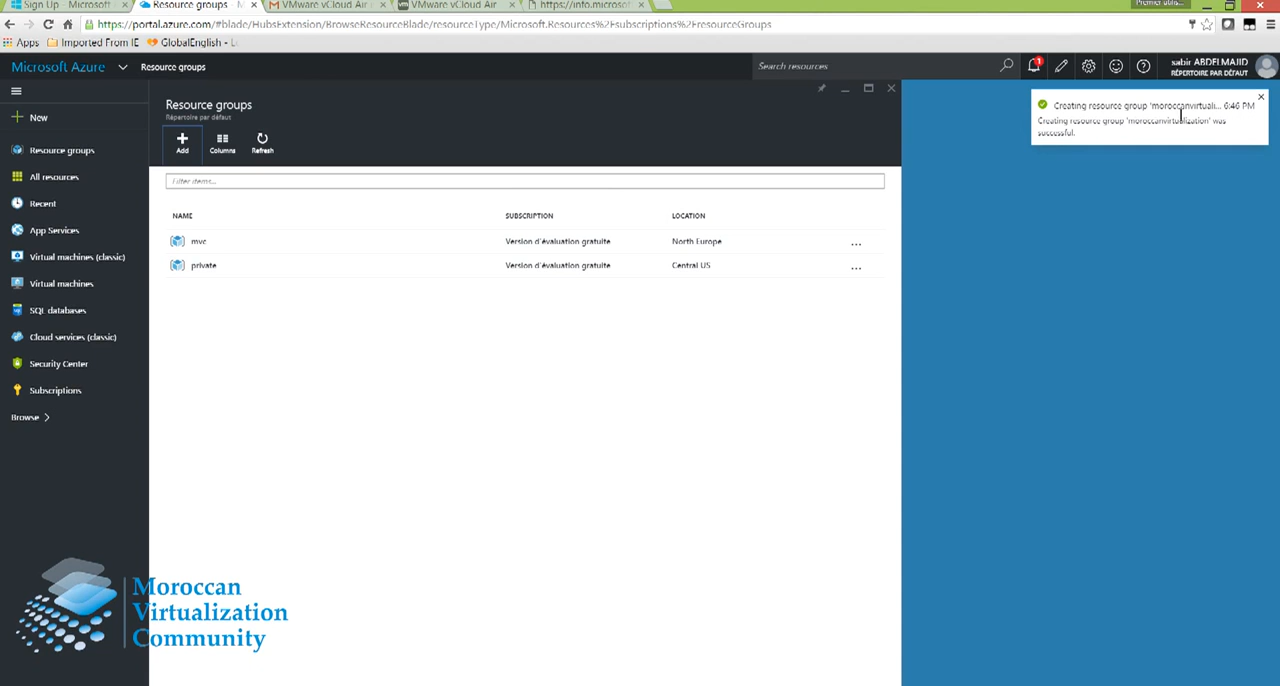 Sign Up Microsoft
Resource groups - M
VMware vCloud Air
VMware vCloud Air
https://info.microsof
Premier utilis...
https://portal.azure.com/#blade/HubsExtension/BrowseResourceBlade/resourceType/Microsoft.Resources%2Fsubscriptions%2FresourceGroups
Apps
Imported From IE
GlobalEnglish - L
Microsoft Azure
Resource groups
Search resources
1
sabir ABDELMAJID
RÉPERTOIRE PAR DÉFAUT
New
Resource groups
All resources
Recent
App Services
Virtual machines (classic)
Virtual machines
SQL databases
Cloud services (classic)
Security Center
Subscriptions
Browse >
Resource groups
Répertoire par défaut
Add
Columns
Refresh
Filter items...
NAME SUBSCRIPTION LOCATION
mvc Version d'évaluation gratuite North Europe ...
private Version d'évaluation gratuite Central US ...
Creating resource group 'moroccanvirtuali... 6:46 PM
Creating resource group 'moroccanvirtualization' was
successful.
Moroccan
Virtualization
Community